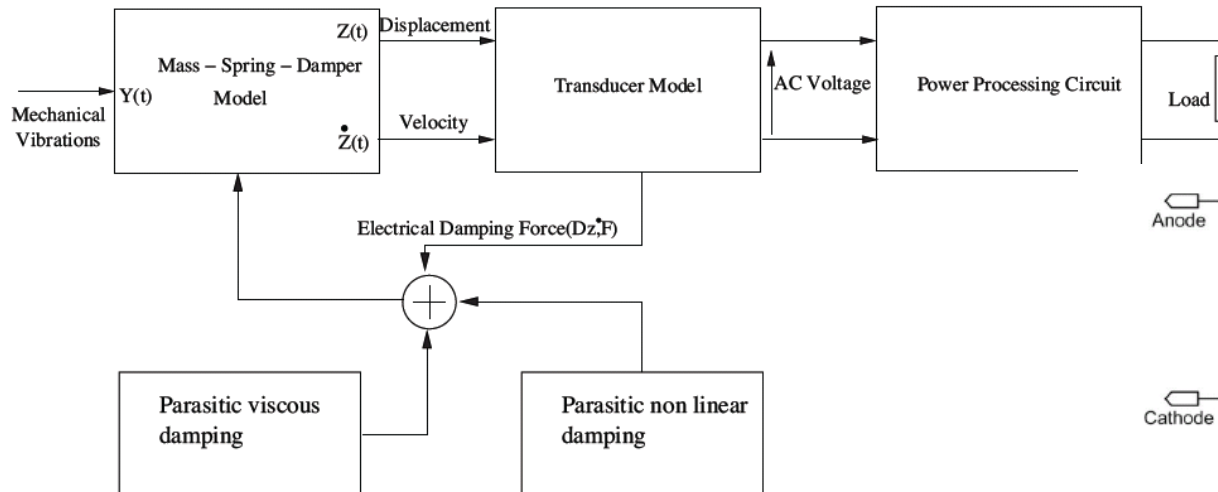 Z(t)
Displacement
Mass – Spring – Damper
Model
Y(t)
Mechanical
Vibrations
Ż(t)
Velocity
Transducer Model
AC Voltage
Power Processing Circuit
Load
Electrical Damping Force(Dż,F)
Anode
Cathode
Parasitic viscous
damping
Parasitic non linear
damping